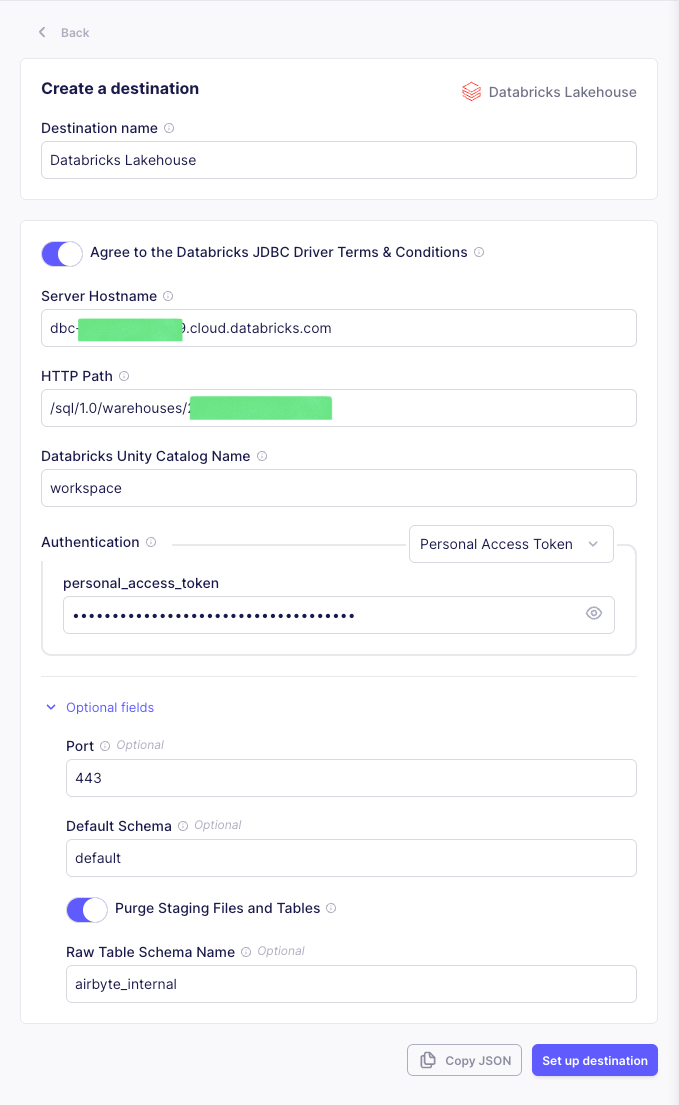 Back
Create a destination
Databricks Lakehouse
Destination name
Databricks Lakehouse
Agree to the Databricks JDBC Driver Terms & Conditions
Server Hostname
dbc- 9.cloud.databricks.com
HTTP Path
/sql/1.0/warehouses/2
Databricks Unity Catalog Name
workspace
Authentication
Personal Access Token
personal_access_token
••••••••••••••••••••••••••••••••••••
Optional fields
Port Optional
443
Default Schema Optional
default
Purge Staging Files and Tables
Raw Table Schema Name Optional
airbyte_internal
Copy JSON
Set up destination